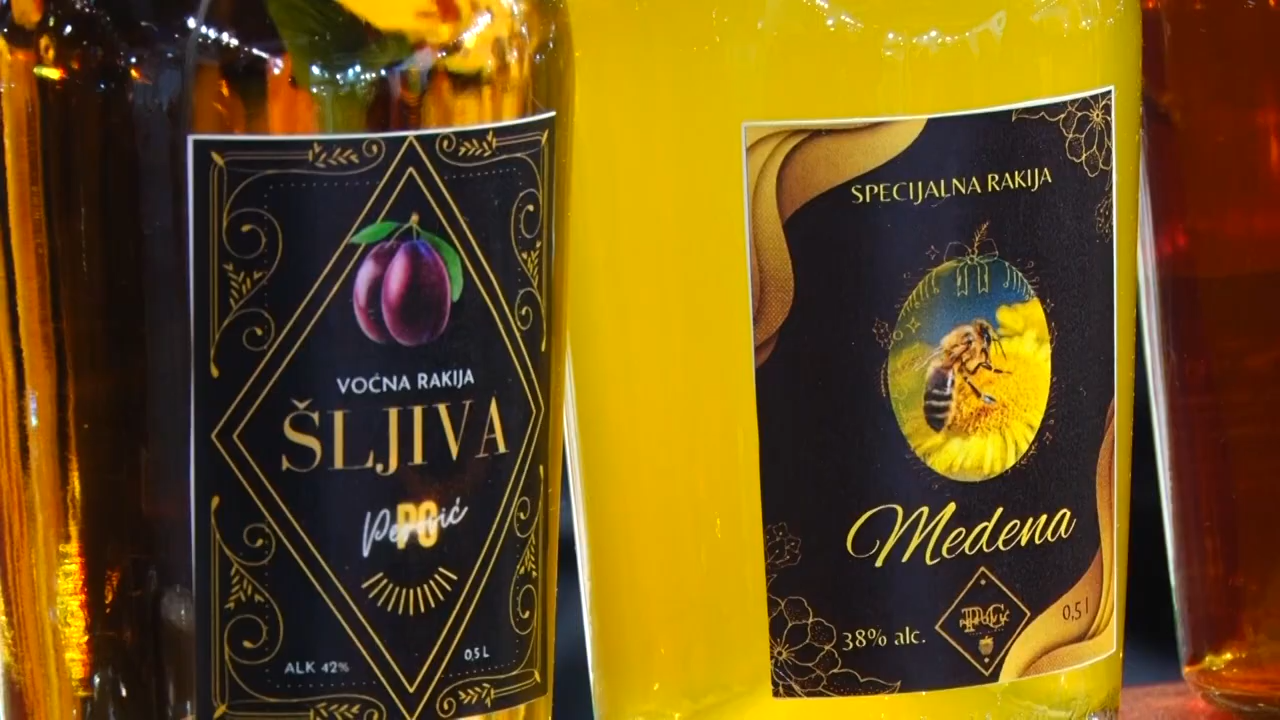 VOĆNA RAKIJA
ŠLJIVA
ALK 42%
0,5 L
SPECIJALNA RAKIJA
Medena
38% alc.
0,5 l